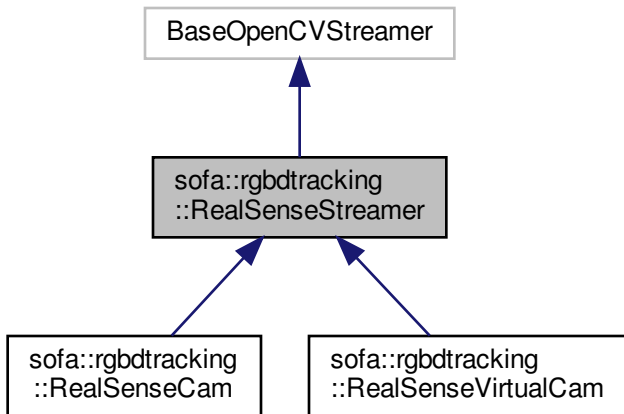 BaseOpenCVStreamer
sofa::rgbdtracking
::RealSenseStreamer
sofa::rgbdtracking
::RealSenseCam
sofa::rgbdtracking
::RealSenseVirtualCam